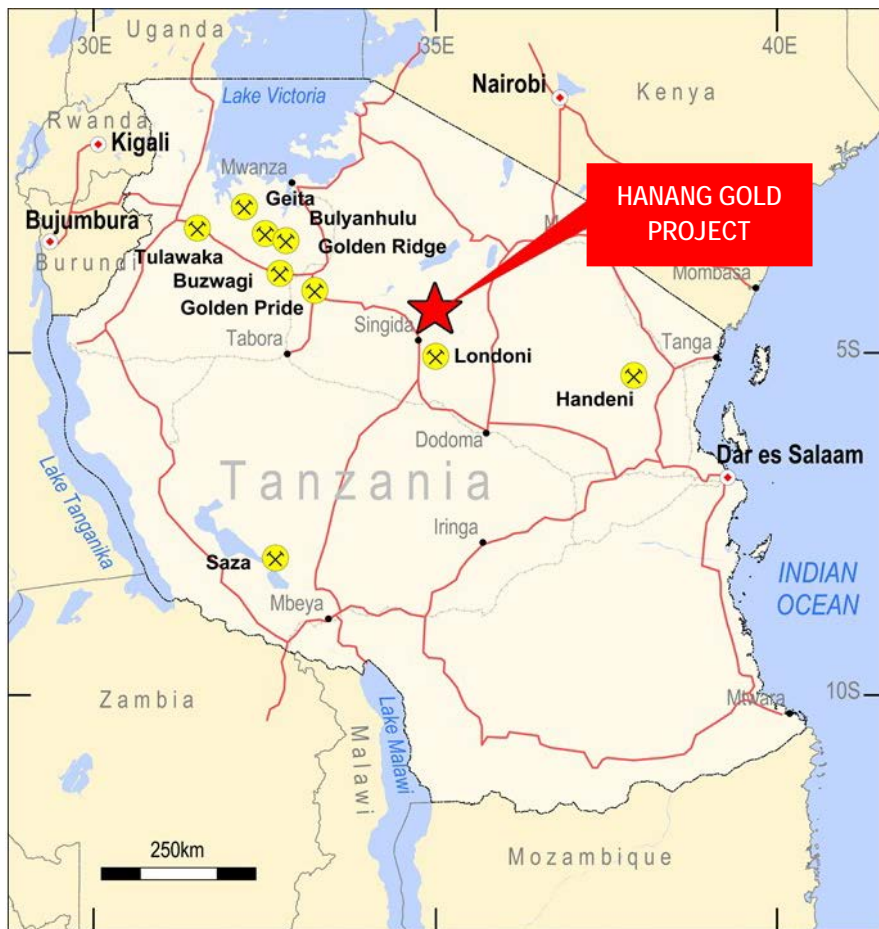 30E
35E
40E
Uganda
Lake Victoria
Nairobi
Kenya
Rwanda
Kigali
Mwanza
HANANG GOLD
PROJECT
Geita
Bulyanhulu
Bujumbura
Golden Ridge
Tulawaka
Burundi
Buzwagi
Mombasa
Golden Pride
Singida
Tabora
Londoni
Tanga
5S
Handeni
Dodoma
Dar es Salaam
Tanzania
Lake Tanganika
Iringa
Saza
INDIAN
OCEAN
Mbeya
Zambia
Lake Malawi
Malawi
Mtwara
10S
250km
Mozambique